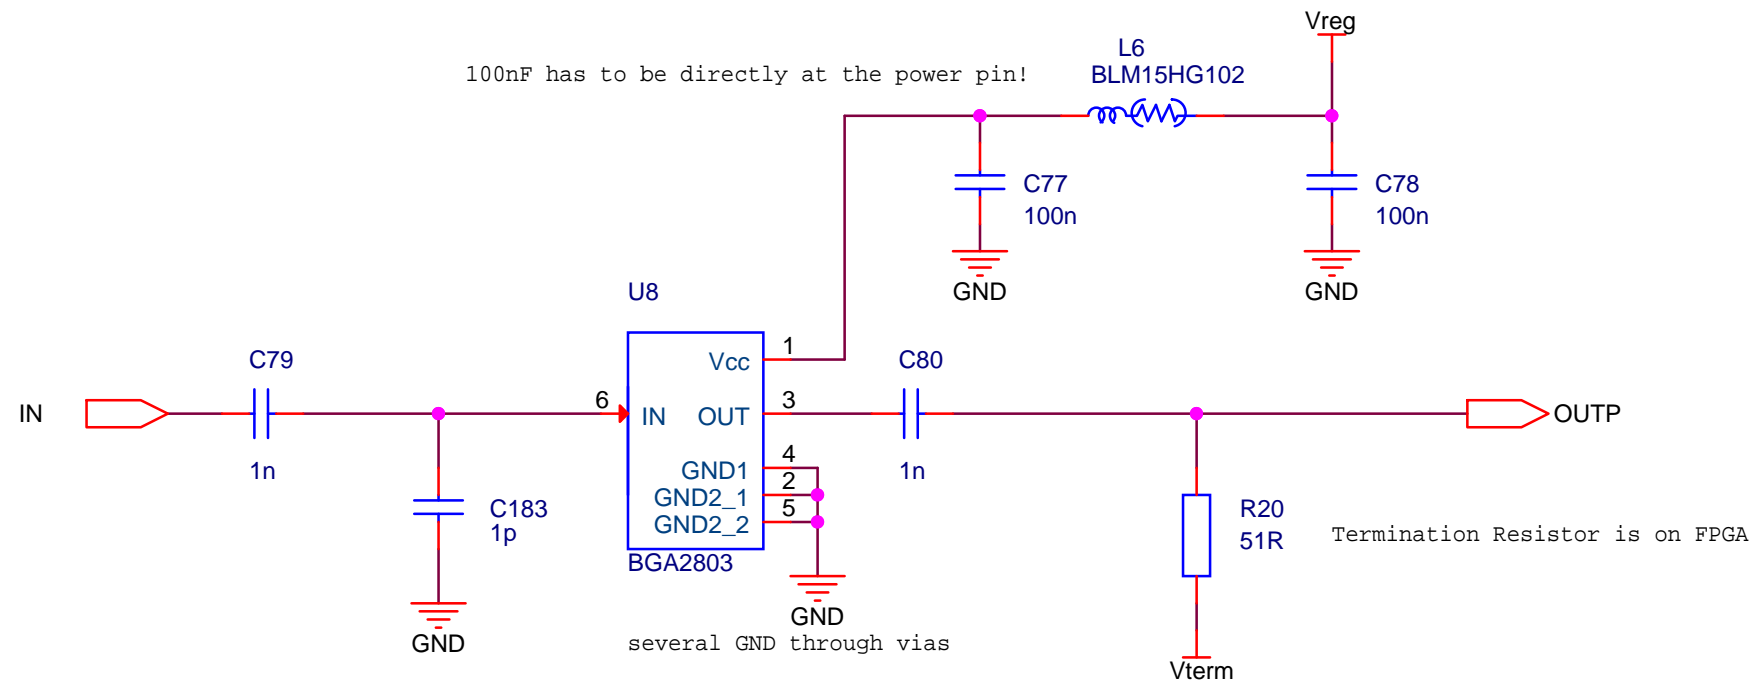 Vreg
L6
BLM15HG102
100nF has to be directly at the power pin!
C77
100n
C78
100n
GND
GND
U8
C79
1
C80
Vcc
IN
6
IN
OUT
3
OUTP
1n
GND1
4
1n
GND2_1
2
C183
1p
GND2_2
5
R20
51R
Termination Resistor is on FPGA
BGA2803
GND
GND
several GND through vias
Vterm